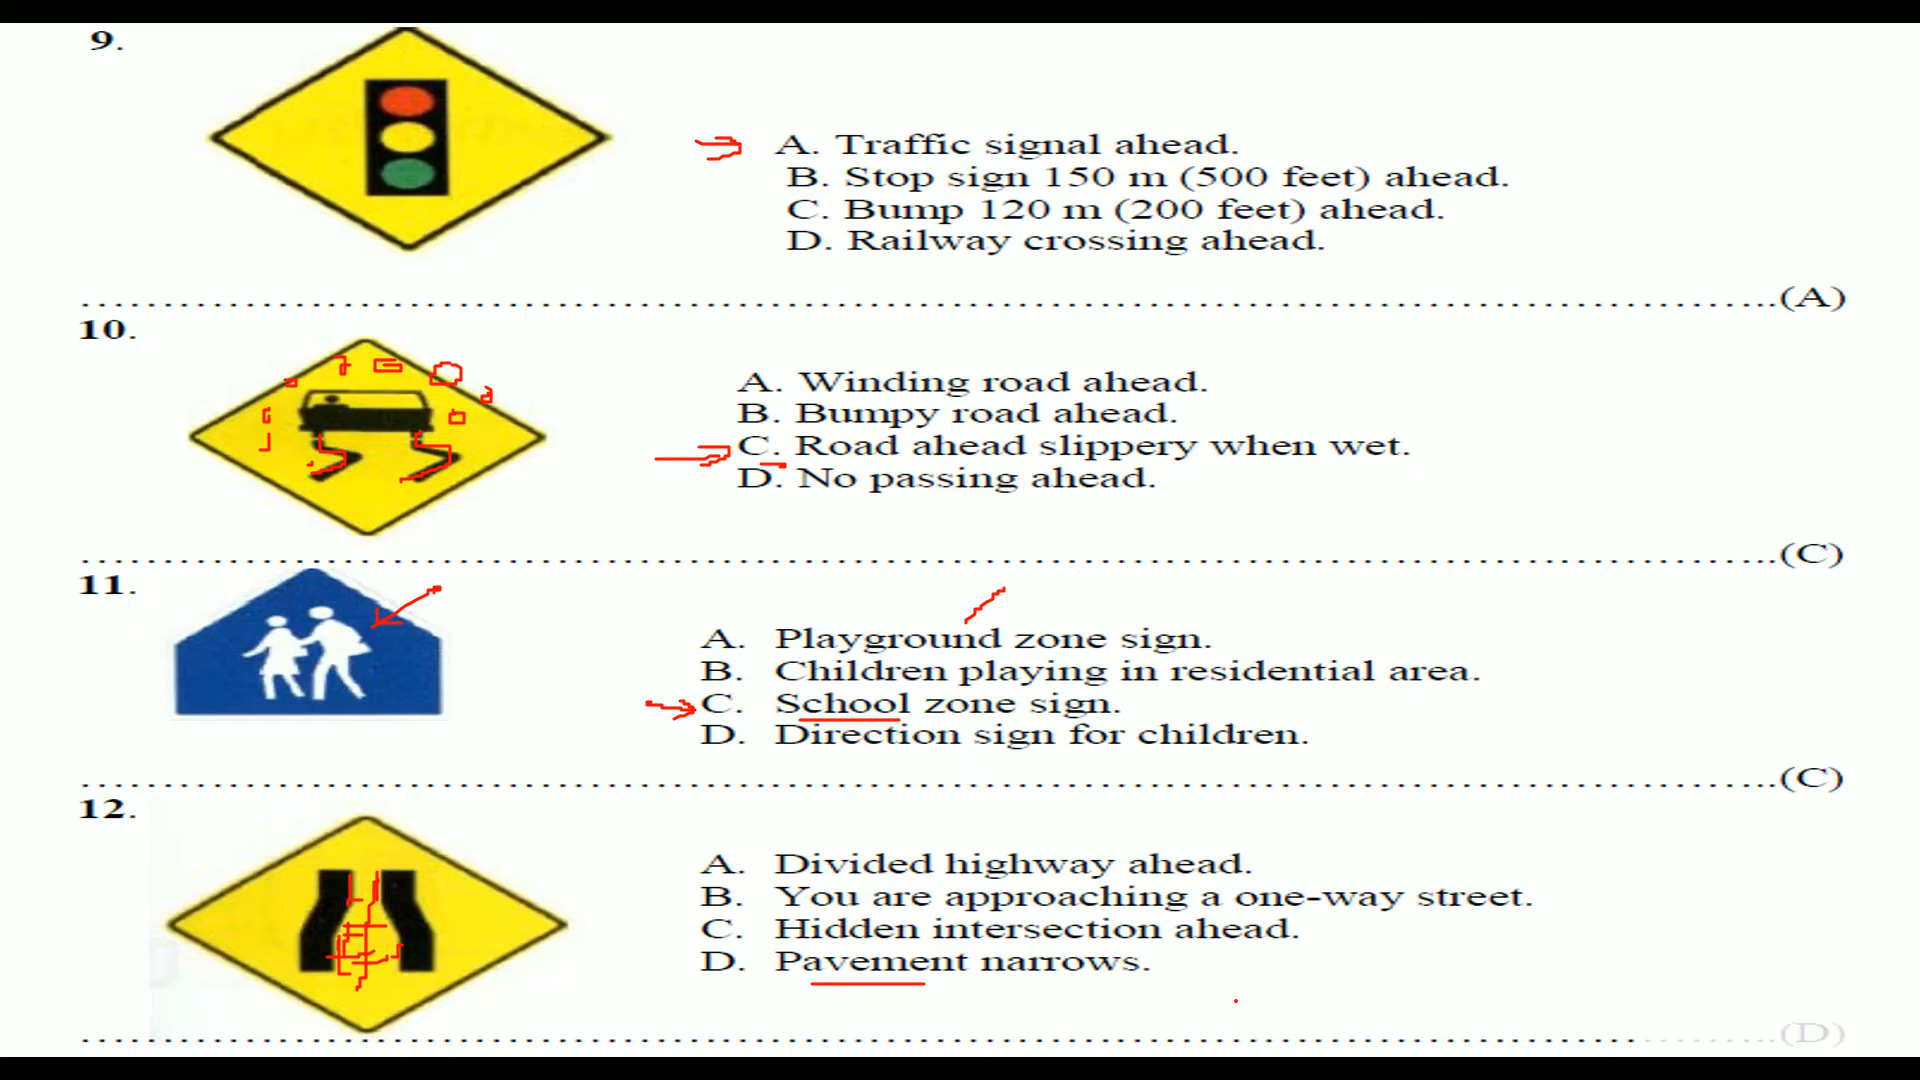 9.
A. Traffic signal ahead.
B. Stop sign 150 m (500 feet) ahead.
C. Bump 120 m (200 feet) ahead.
D. Railway crossing ahead.
(A)
10.
A. Winding road ahead.
B. Bumpy road ahead.
C. Road ahead slippery when wet.
D. No passing ahead.
(C)
11.
A. Playground zone sign.
B. Children playing in residential area.
C. School zone sign.
D. Direction sign for children.
(C)
12.
A. Divided highway ahead.
B. You are approaching a one-way street.
C. Hidden intersection ahead.
D. Pavement narrows.
(D)